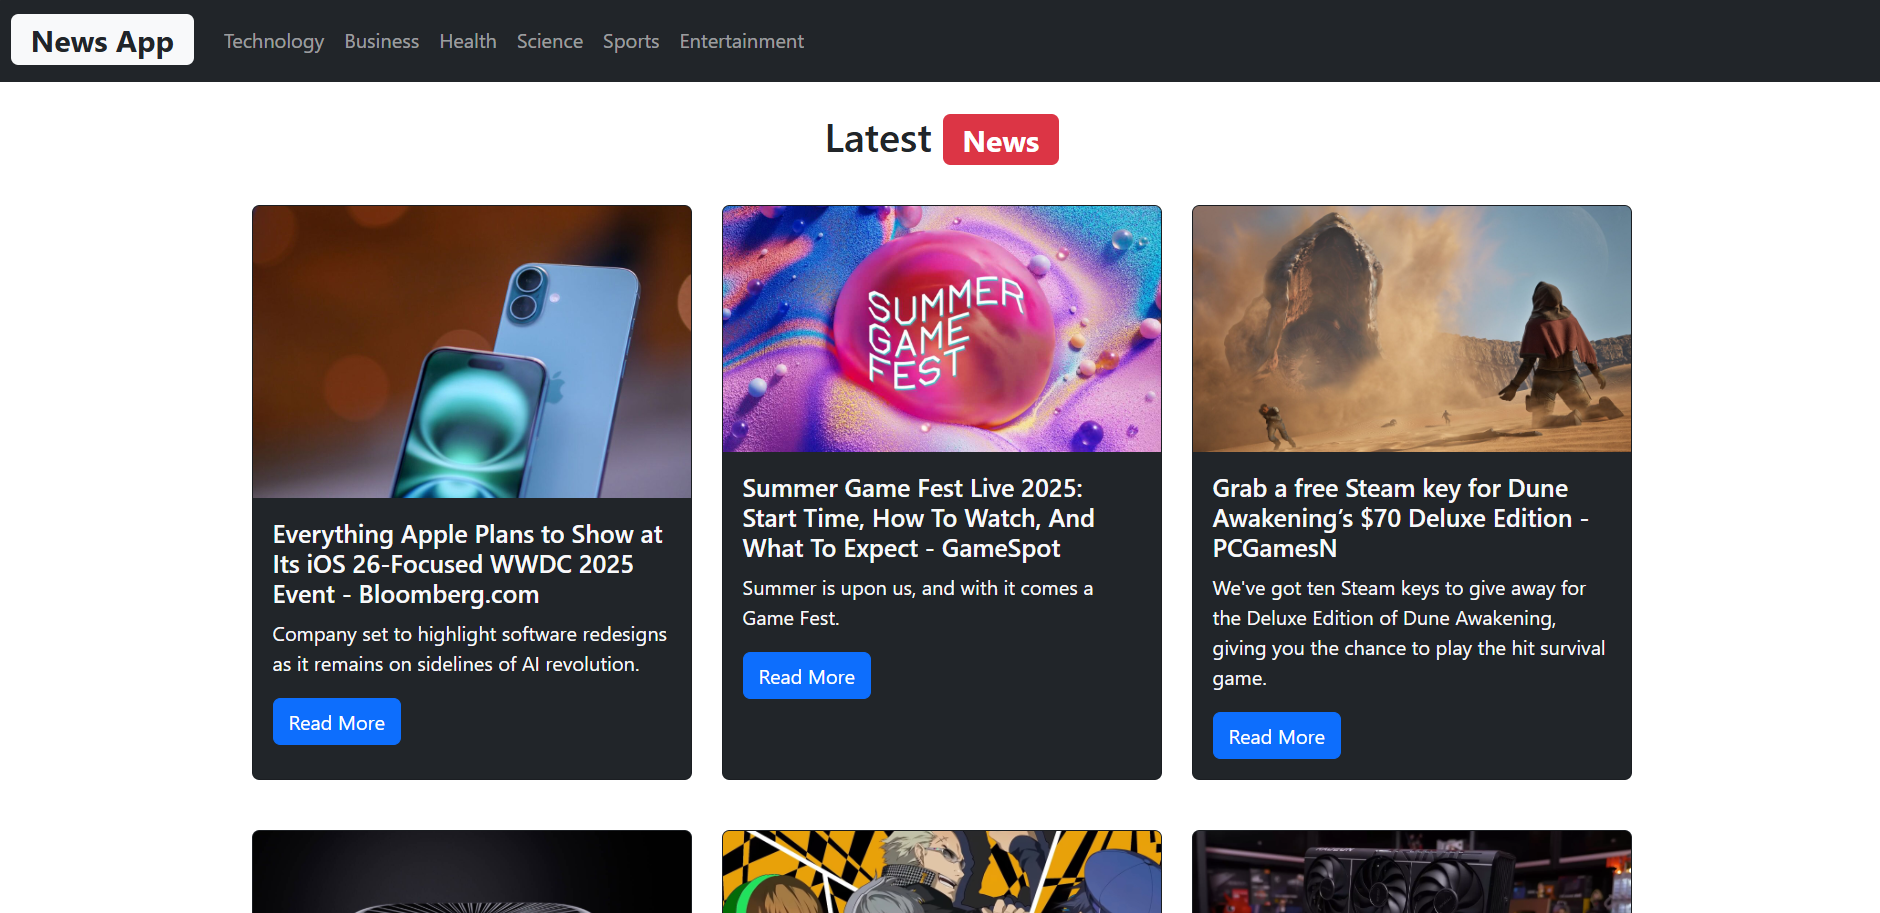 News App
Technology Business Health Science Sports Entertainment
Latest News
SUMMER
GAME
FEST
Everything Apple Plans to Show at
Its iOS 26-Focused WWDC 2025
Event - Bloomberg.com
Company set to highlight software redesigns
as it remains on sidelines of AI revolution.
Read More
Summer Game Fest Live 2025:
Start Time, How To Watch, And
What To Expect - GameSpot
Summer is upon us, and with it comes a
Game Fest.
Read More
Grab a free Steam key for Dune
Awakening’s $70 Deluxe Edition -
PCGamesN
We've got ten Steam keys to give away for
the Deluxe Edition of Dune Awakening,
giving you the chance to play the hit survival
game.
Read More